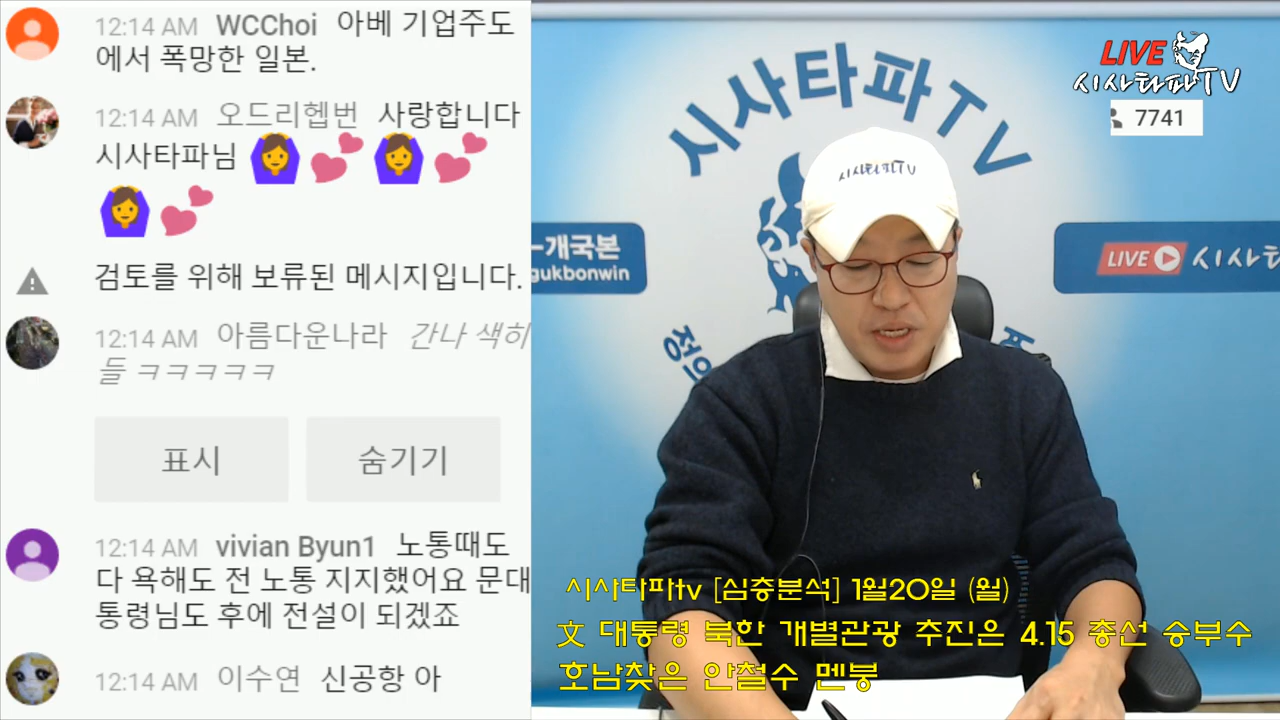 12:14 AM WCChoi 아베 기업주도
에서 폭망한 일본.
12:14 AM 오드리헵번 사랑합니다
시사타파님
검토를 위해 보류된 메시지입니다.
12:14 AM 아름다운나라 간나 색히
들 ㅋㅋㅋㅋㅋ
표시 숨기기
12:14 AM vivian Byun1 노통때도
다 욕해도 전 노통 지지했어요 문대
통령님도 후에 전설이 되겠죠
12:14 AM 이수연 신공항 아
LIVE
시사타파TV
7741
시사타파TV
시사타파TV
-개국본
gukbonwin
LIVE 시사타
정의
시사타파tv [심층분석] 1월20일 (월)
文 대통령 북한 개별관광 추진은 4.15 총선 승부수
호남찾은 안철수 멘붕